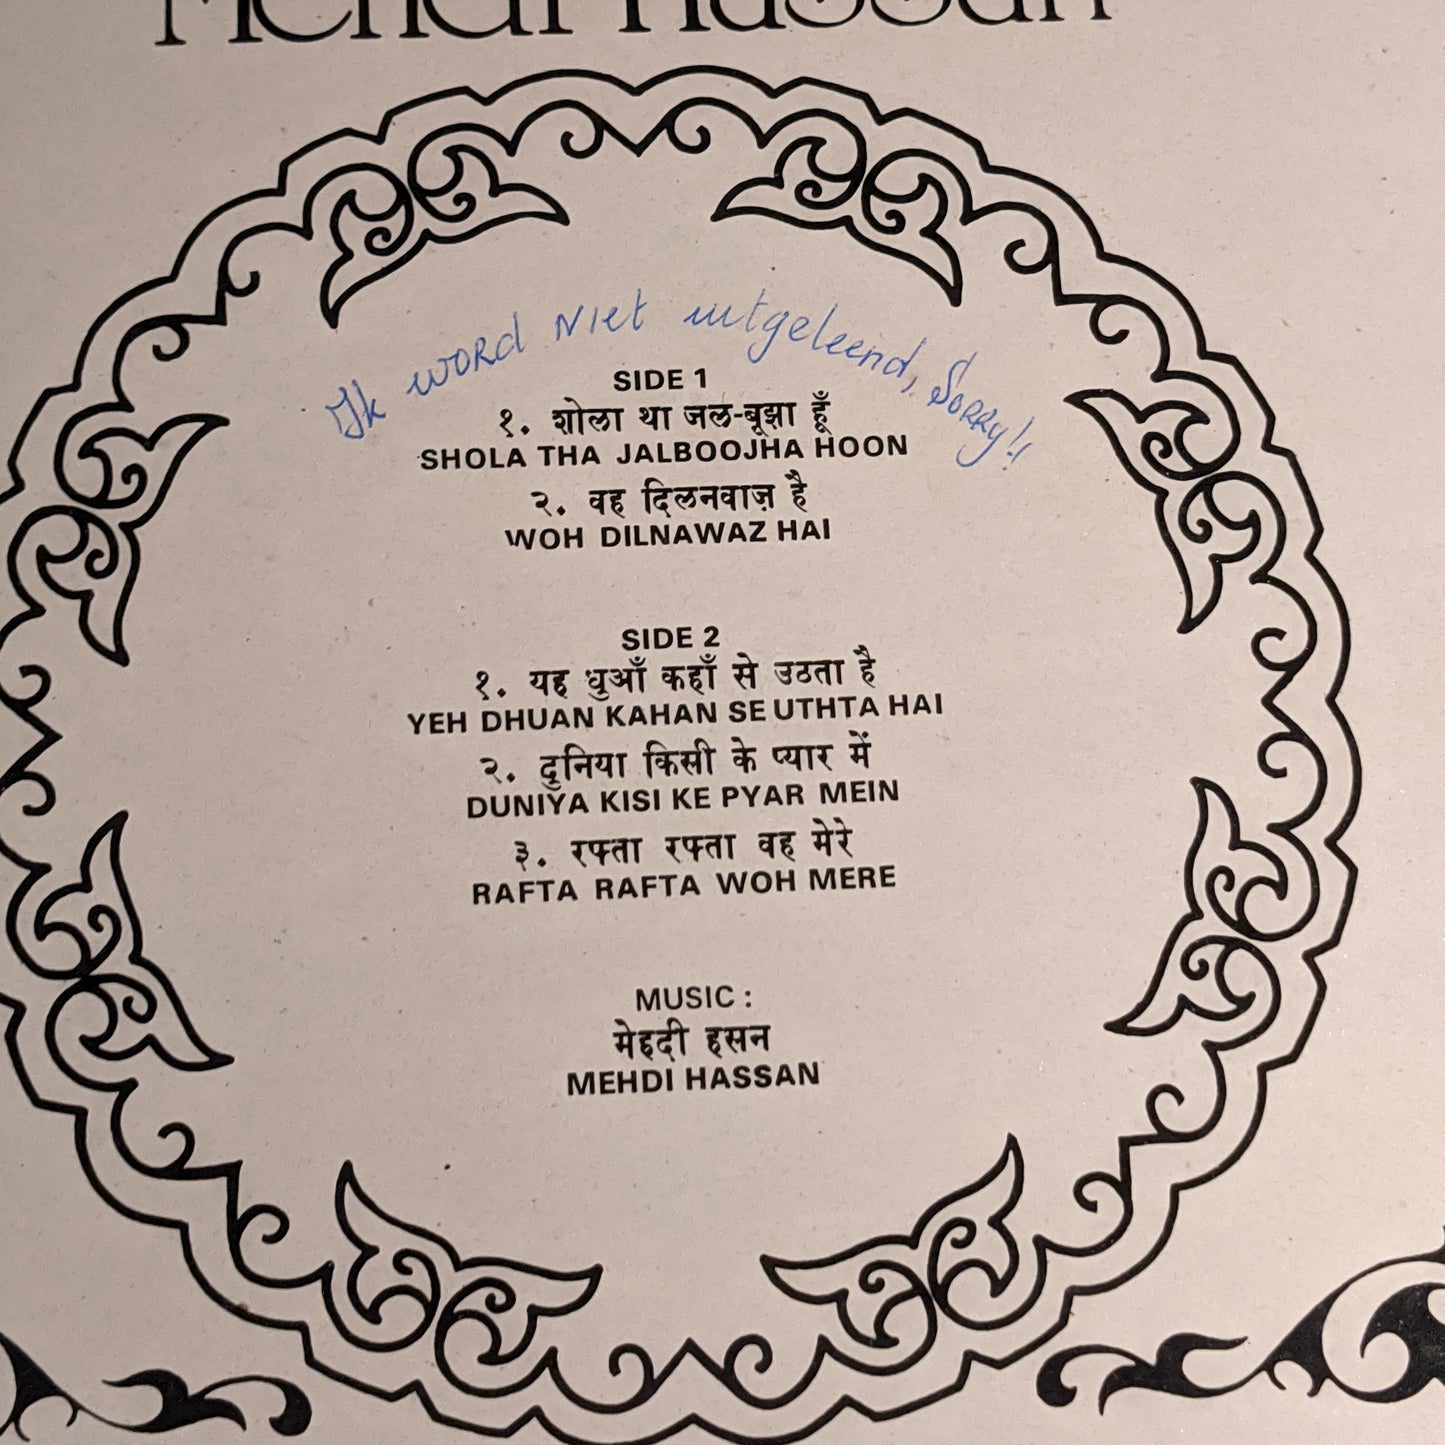 Mehdi Hassan
Ik word niet uitgeleend, Sorry!!
SIDE 1
१. शोला था जल-बूझा हूँ
SHOLA THA JALBOOJHA HOON
२. वह दिलनवाज़ है
WOH DILNAWAZ HAI
SIDE 2
१. यह धुआँ कहाँ से उठता है
YEH DHUAN KAHAN SE UTHTA HAI
२. दुनिया किसी के प्यार में
DUNIYA KISI KE PYAR MEIN
३. रफ्ता रफ्ता वह मेरे
RAFTA RAFTA WOH MERE
MUSIC :
मेहदी हसन
MEHDI HASSAN